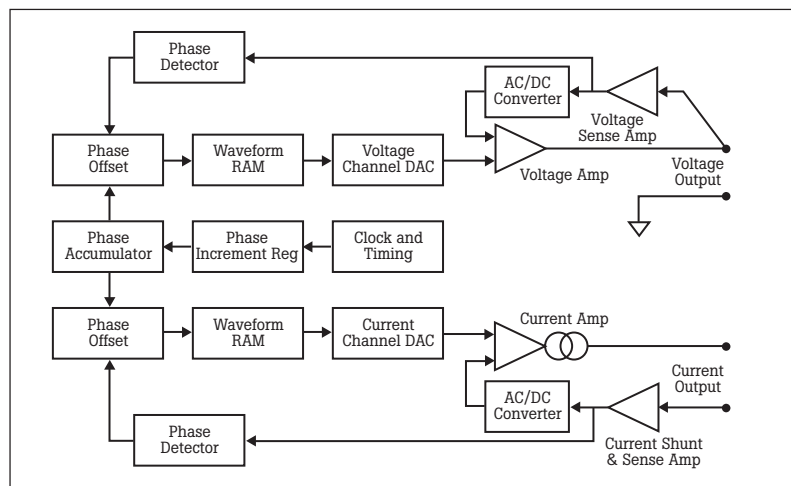 Phase
Detector
AC/DC
Converter
Voltage
Sense Amp
Phase
Offset
Waveform
RAM
Voltage
Channel DAC
Voltage Amp
Voltage
Output
Phase
Accumulator
Phase
Increment Reg
Clock and
Timing
Phase
Offset
Waveform
RAM
Current
Channel DAC
Current Amp
Current
Output
AC/DC
Converter
Phase
Detector
Current Shunt
& Sense Amp